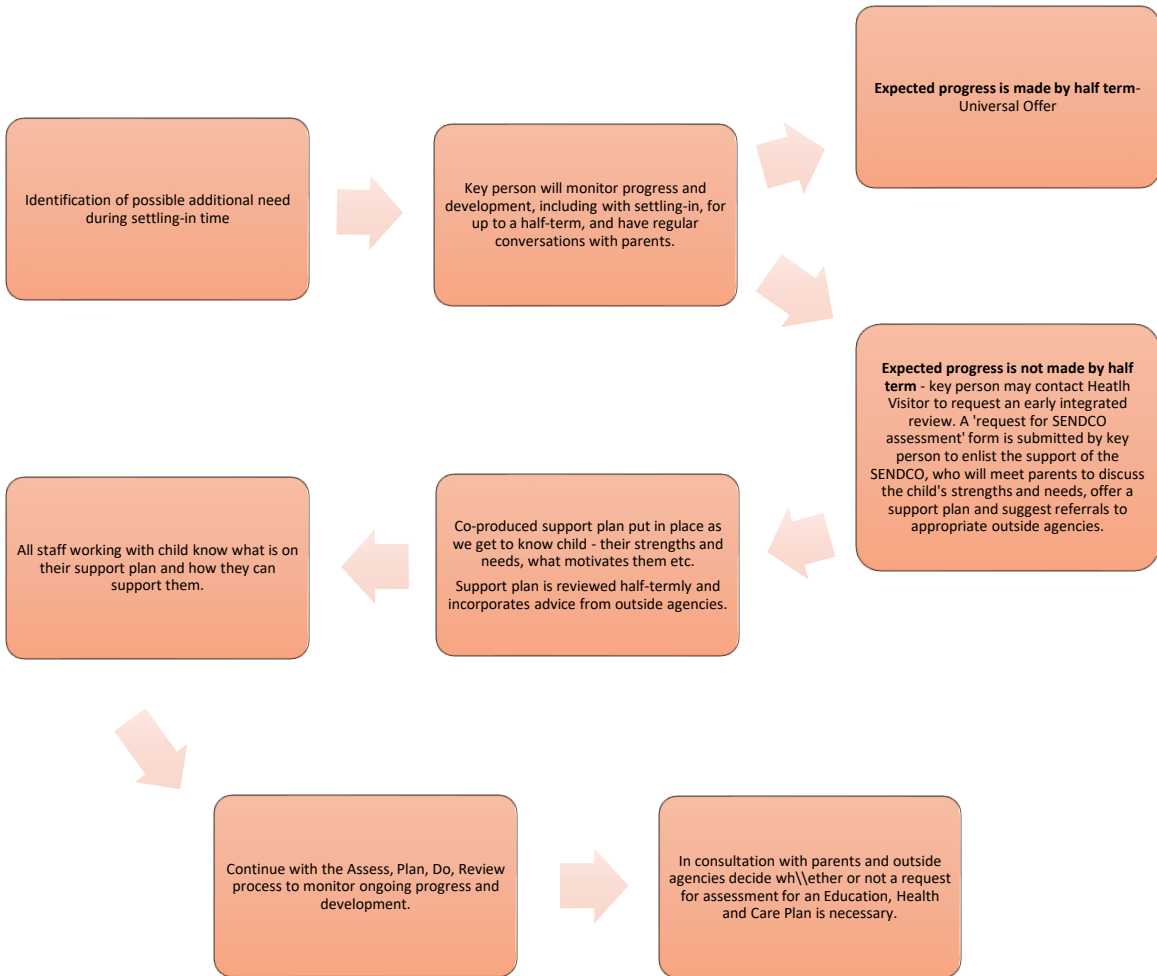 Identification of possible additional need
during settling-in time
Key person will monitor progress and
development, including with settling-in, for
up to a half-term, and have regular
conversations with parents.
Expected progress is made by half term-
Universal Offer
Expected progress is not made by half
term - key person may contact Heatlh
Visitor to request an early integrated
review. A 'request for SENDCO
assessment' form is submitted by key
person to enlist the support of the
SENDCO, who will meet parents to discuss
the child's strengths and needs, offer a
support plan and suggest referrals to
appropriate outside agencies.
Co-produced support plan put in place as
we get to know child - their strengths and
needs, what motivates them etc.
Support plan is reviewed half-termly and
incorporates advice from outside agencies.
All staff working with child know what is on
their support plan and how they can
support them.
Continue with the Assess, Plan, Do, Review
process to monitor ongoing progress and
development.
In consultation with parents and outside
agencies decide wh\\ether or not a request
for assessment for an Education, Health
and Care Plan is necessary.